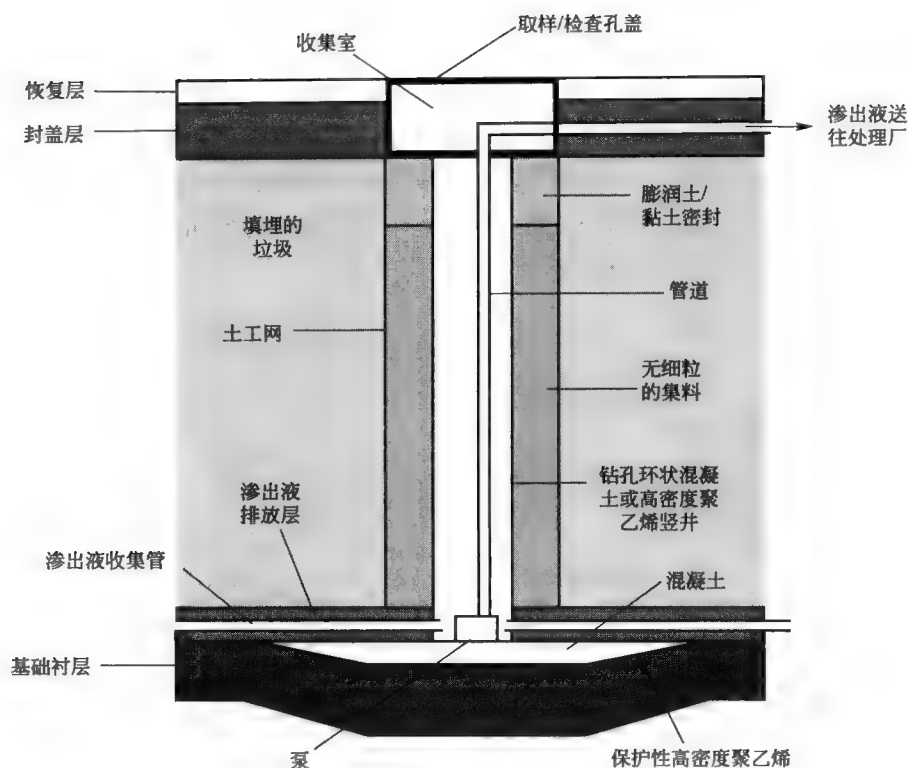 取样/检查孔盖
收集室
恢复层
封盖层
渗出液送
往处理厂
膨润土/
黏土密封
填埋的
垃圾
管道
土工网
无细粒
的集料
渗出液
排放层
钻孔环状混凝
土或高密度聚
乙烯竖井
渗出液收集管
混凝土
基础衬层
泵
保护性高密度聚乙烯